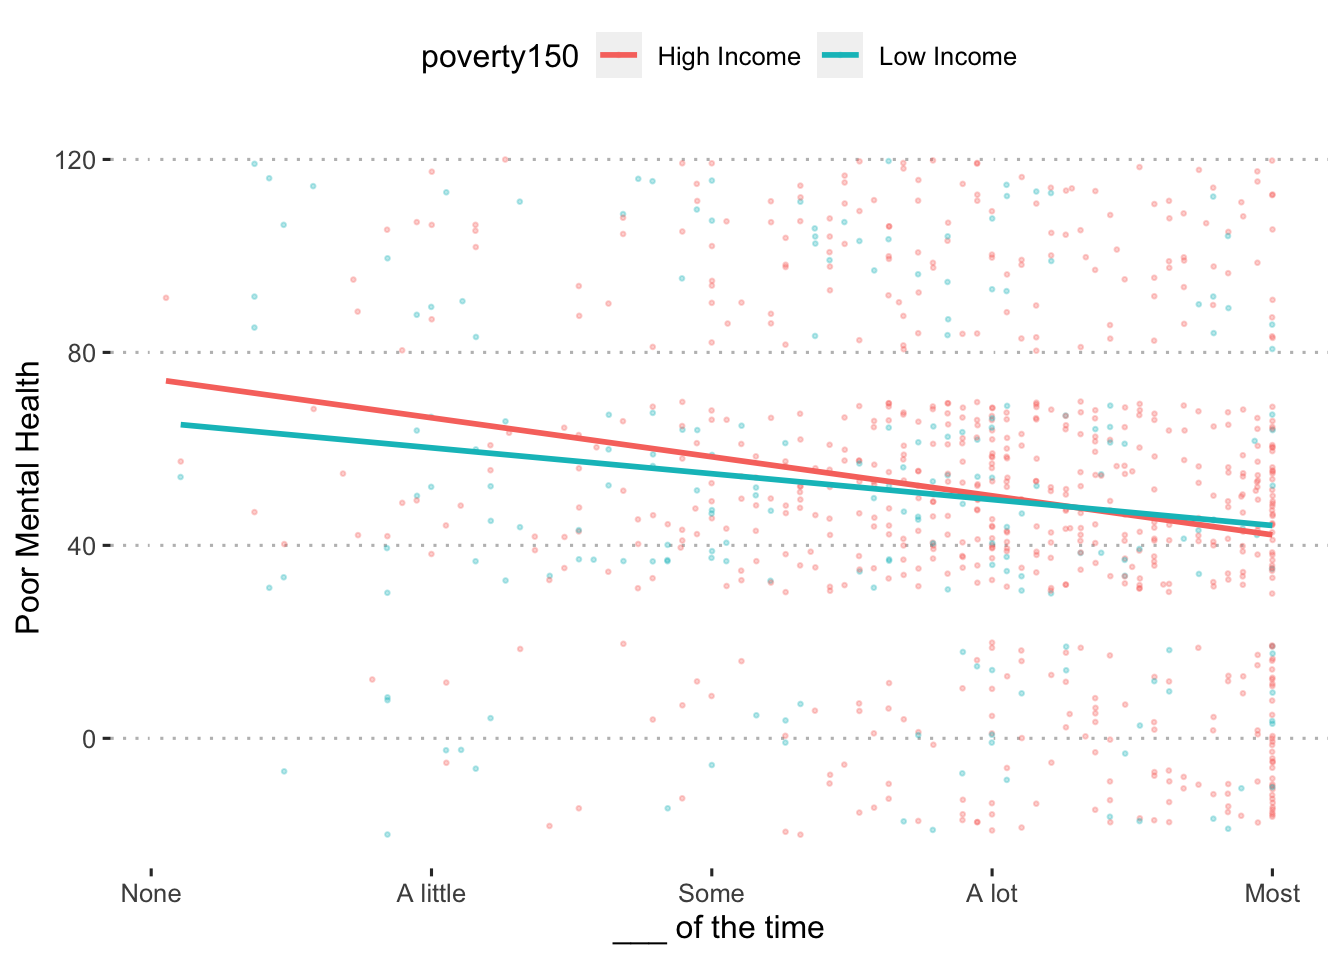 poverty150 High Income Low Income
120
80
40
0
Poor Mental Health
None A little Some A lot Most
___ of the time